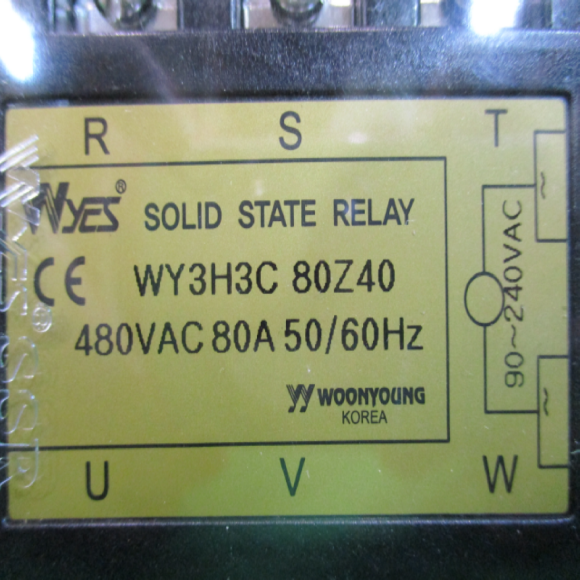 R S T
WYES® SOLID STATE RELAY
CE WY3H3C 80Z40
480VAC 80A 50/60Hz
WOONYOUNG
KOREA
90~240VAC
~
~
U V W